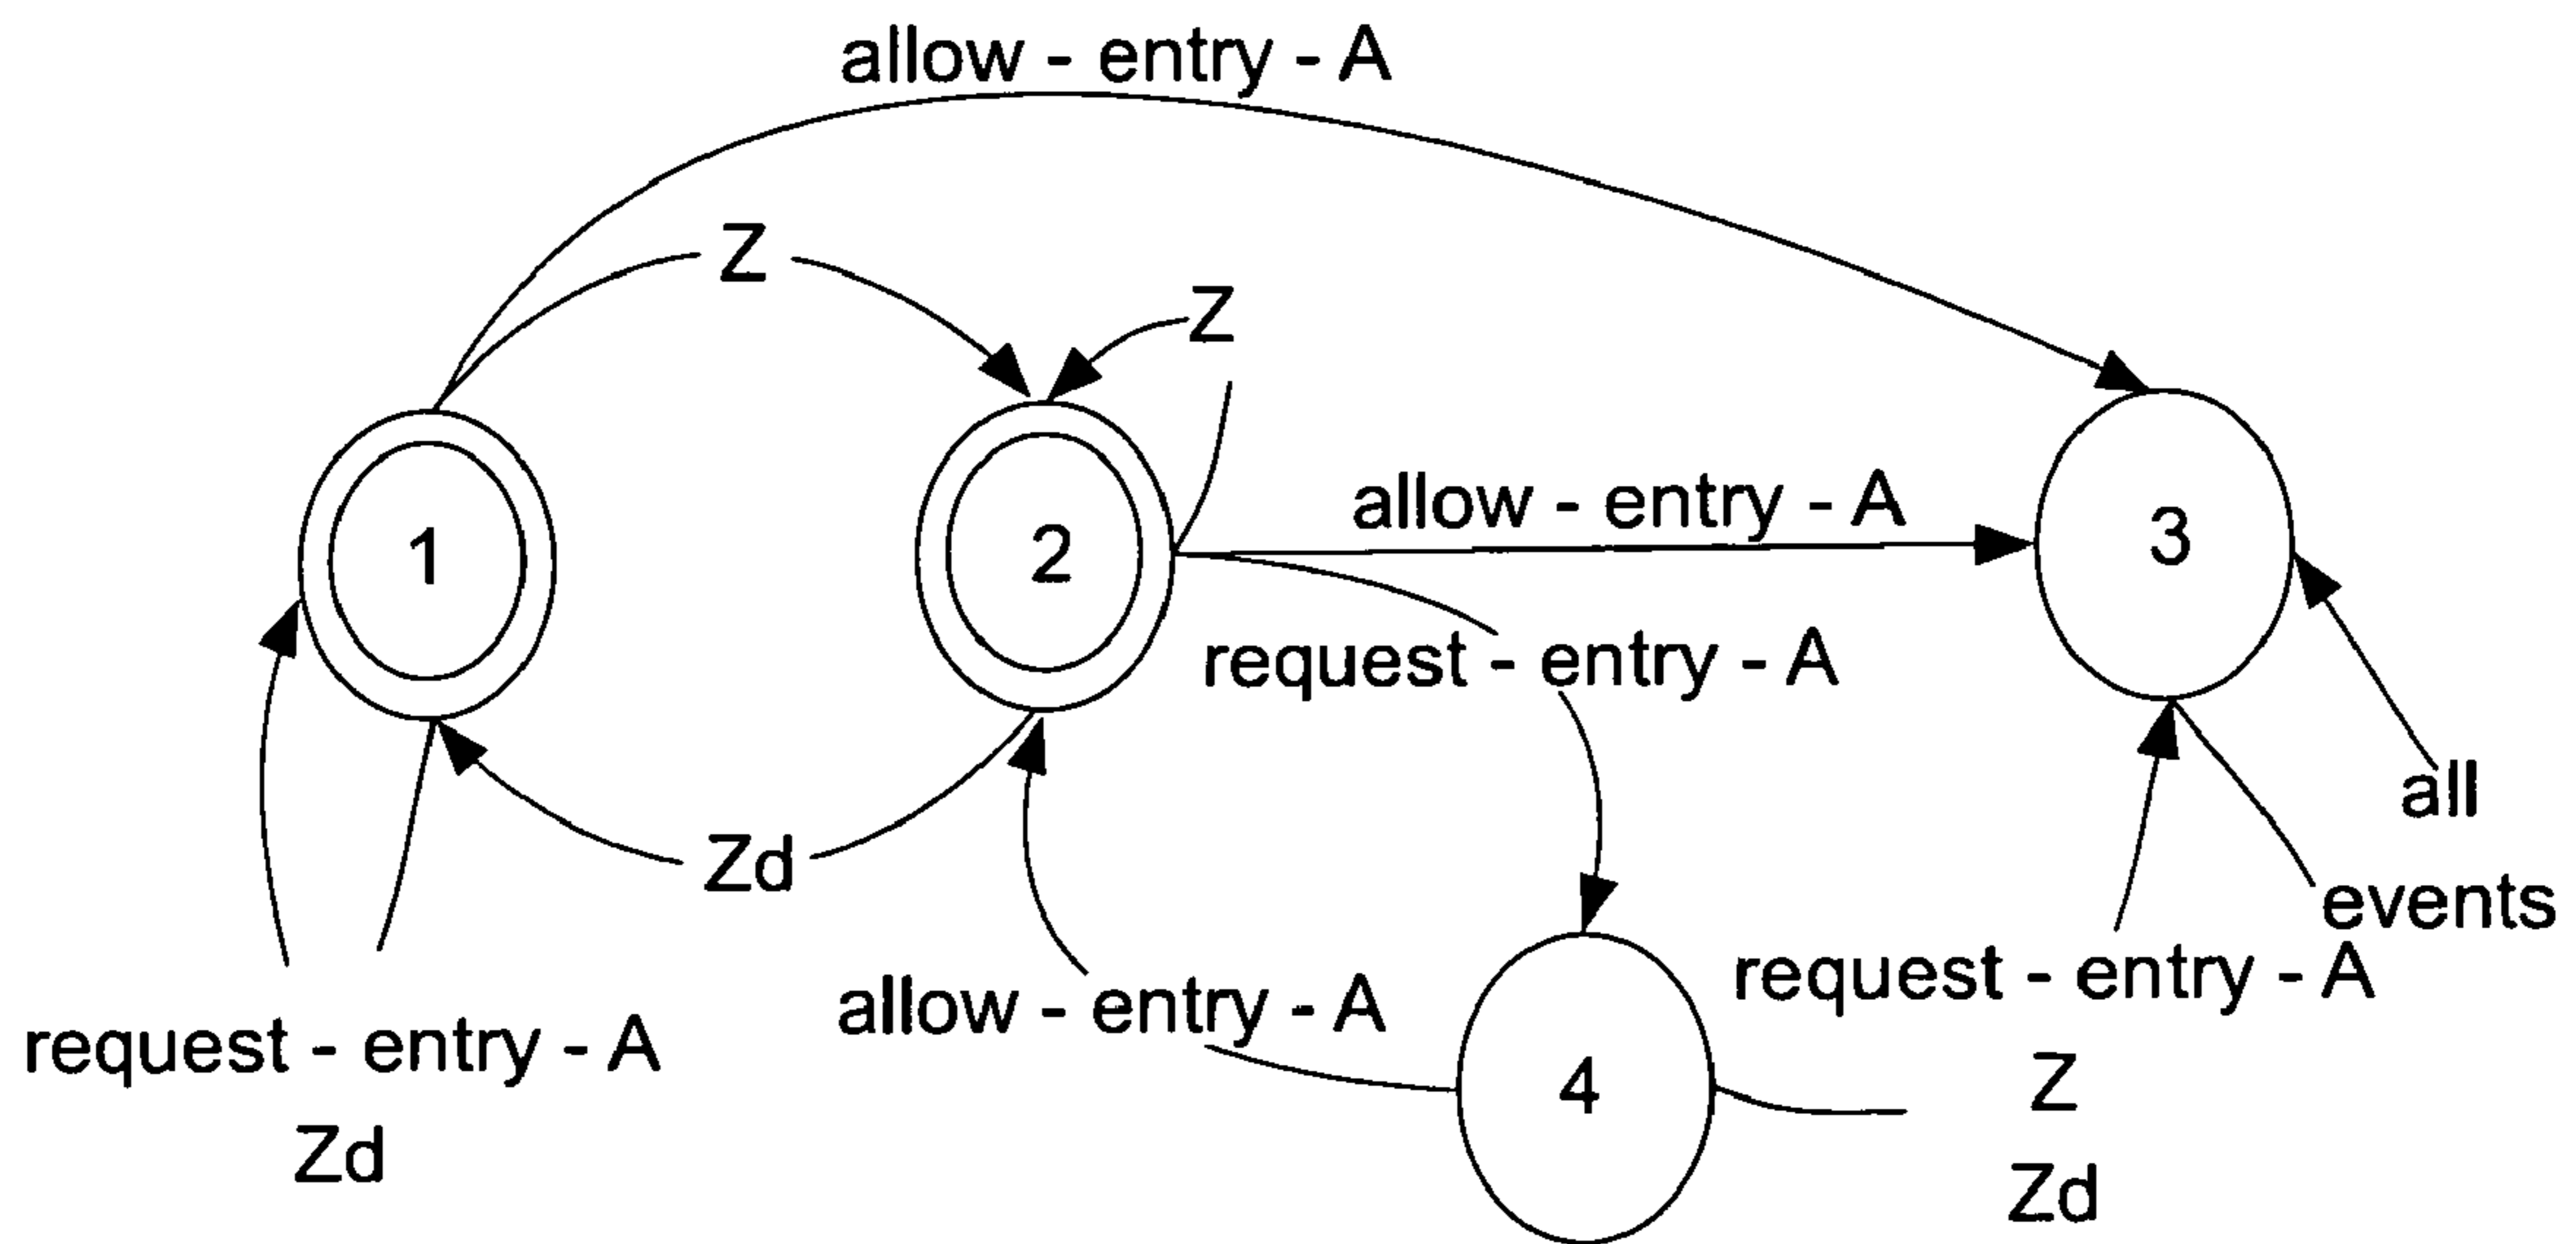 allow - entry - A
Z
Z
allow - entry - A
1
2
3
request - entry - A
all
Zd
events
request - entry - A
allow - entry - A
request - entry - A
Z
4
Zd
Zd